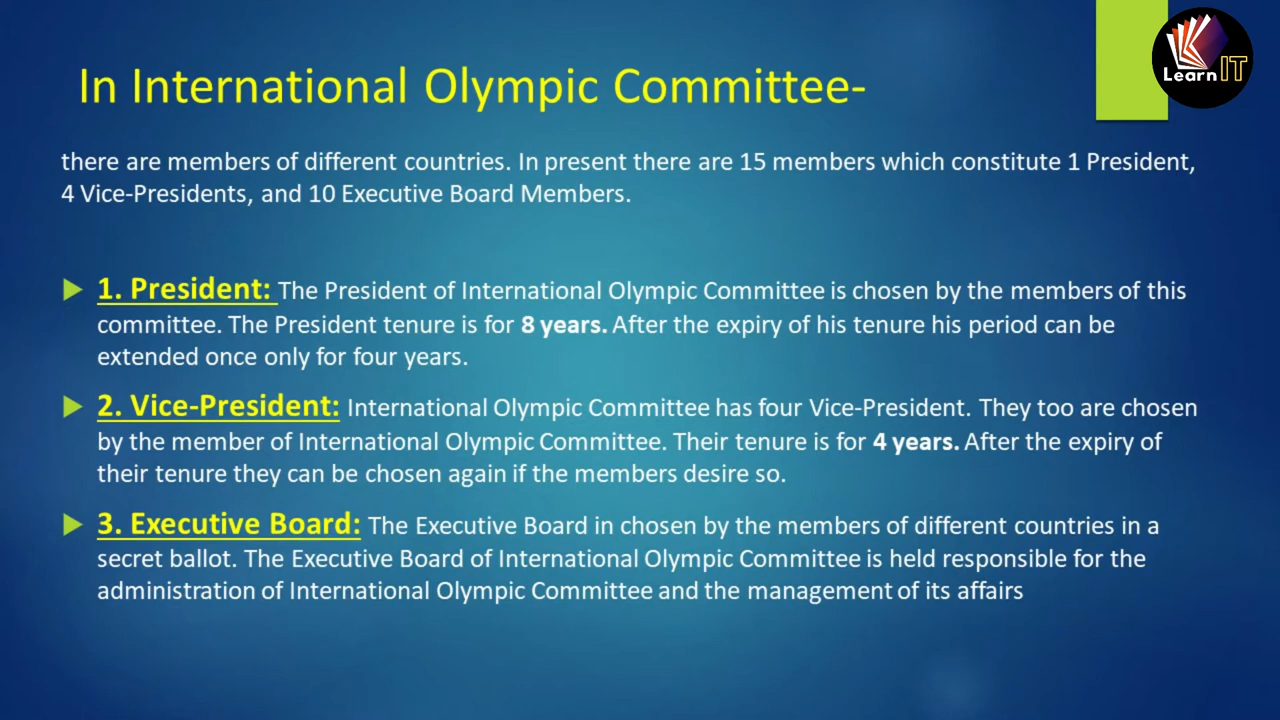 Learn IT
In International Olympic Committee-
there are members of different countries. In present there are 15 members which constitute 1 President,
4 Vice-Presidents, and 10 Executive Board Members.
1. President: The President of International Olympic Committee is chosen by the members of this
committee. The President tenure is for 8 years. After the expiry of his tenure his period can be
extended once only for four years.
2. Vice-President: International Olympic Committee has four Vice-President. They too are chosen
by the member of International Olympic Committee. Their tenure is for 4 years. After the expiry of
their tenure they can be chosen again if the members desire so.
3. Executive Board: The Executive Board in chosen by the members of different countries in a
secret ballot. The Executive Board of International Olympic Committee is held responsible for the
administration of International Olympic Committee and the management of its affairs